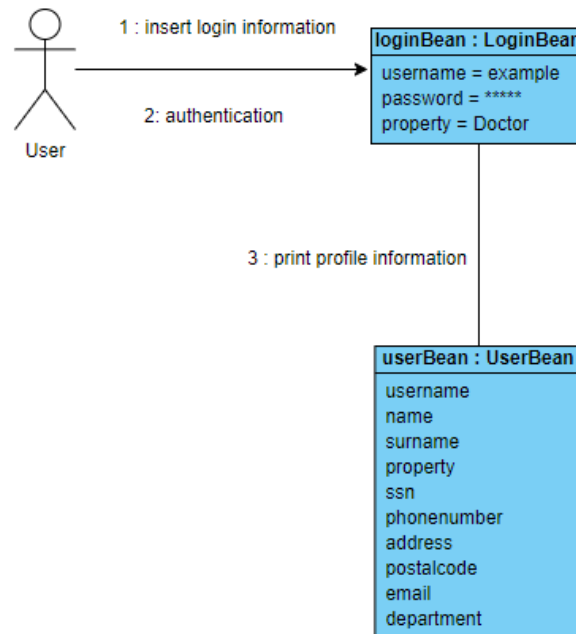 1 : insert login information
loginBean : LoginBean
username = example
password = *****
property = Doctor
2: authentication
User
3 : print profile information
userBean : UserBean
username
name
surname
property
ssn
phonenumber
address
postalcode
email
department